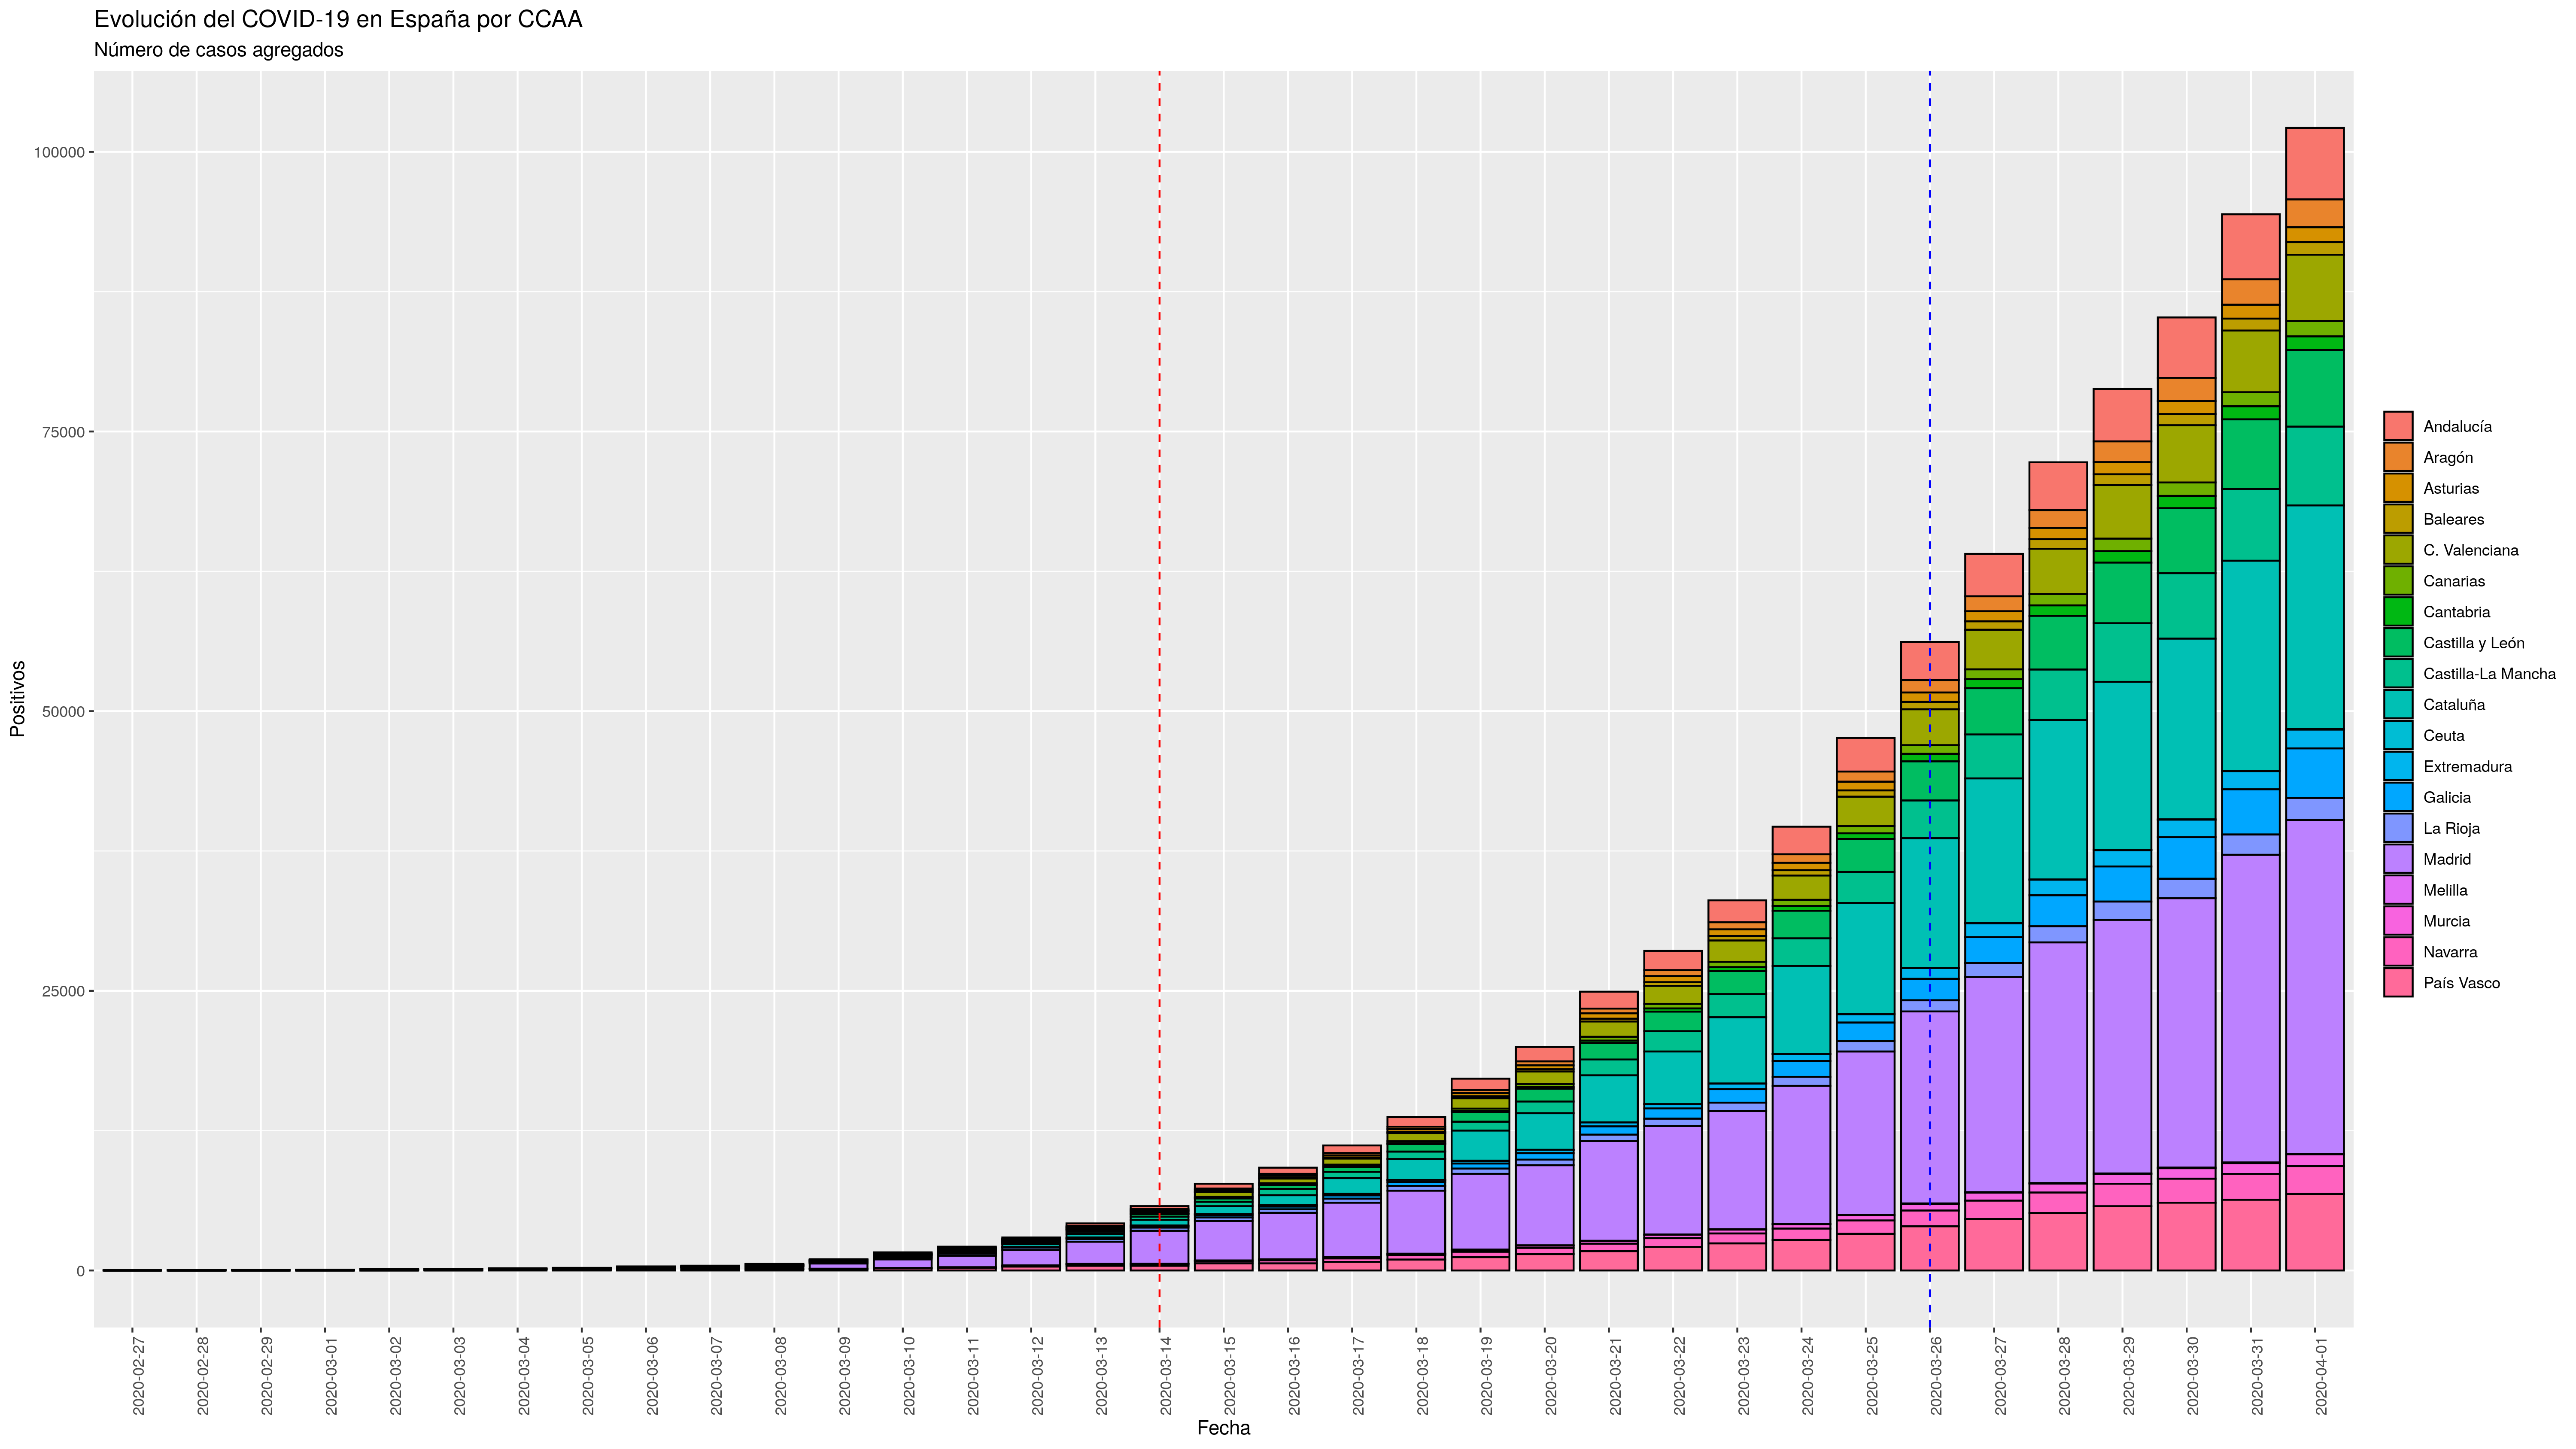 Evolución del COVID-19 en España por CCAA
Número de casos agregados
Positivos
100000
75000
50000
25000
0
2020-02-27
2020-02-28
2020-02-29
2020-03-01
2020-03-02
2020-03-03
2020-03-04
2020-03-05
2020-03-06
2020-03-07
2020-03-08
2020-03-09
2020-03-10
2020-03-11
2020-03-12
2020-03-13
2020-03-14
2020-03-15
2020-03-16
2020-03-17
2020-03-18
2020-03-19
2020-03-20
2020-03-21
2020-03-22
2020-03-23
2020-03-24
2020-03-25
2020-03-26
2020-03-27
2020-03-28
2020-03-29
2020-03-30
2020-03-31
2020-04-01
Fecha
Andalucía
Aragón
Asturias
Baleares
C. Valenciana
Canarias
Cantabria
Castilla y León
Castilla-La Mancha
Cataluña
Ceuta
Extremadura
Galicia
La Rioja
Madrid
Melilla
Murcia
Navarra
País Vasco